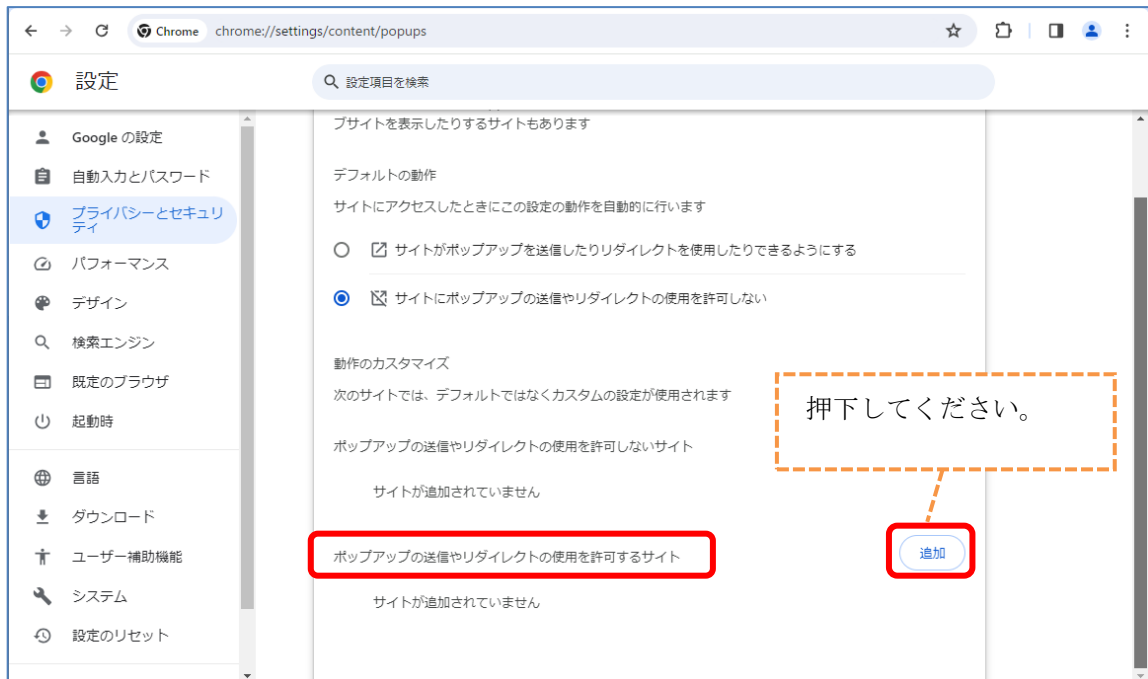 Chrome chrome://settings/content/popups
設定
設定項目を検索
Google の設定
自動入力とパスワード
プライバシーとセキュリ
ティ
パフォーマンス
デザイン
検索エンジン
既定のブラウザ
起動時
言語
ダウンロード
ユーザー補助機能
システム
設定のリセット
ブサイトを表示したりするサイトもあります
デフォルトの動作
サイトにアクセスしたときにこの設定の動作を自動的に行います
サイトがポップアップを送信したりリダイレクトを使用したりできるようにする
サイトにポップアップの送信やリダイレクトの使用を許可しない
動作のカスタマイズ
次のサイトでは、デフォルトではなくカスタムの設定が使用されます
押下してください。
ポップアップの送信やリダイレクトの使用を許可しないサイト
サイトが追加されていません
ポップアップの送信やリダイレクトの使用を許可するサイト
追加
サイトが追加されていません